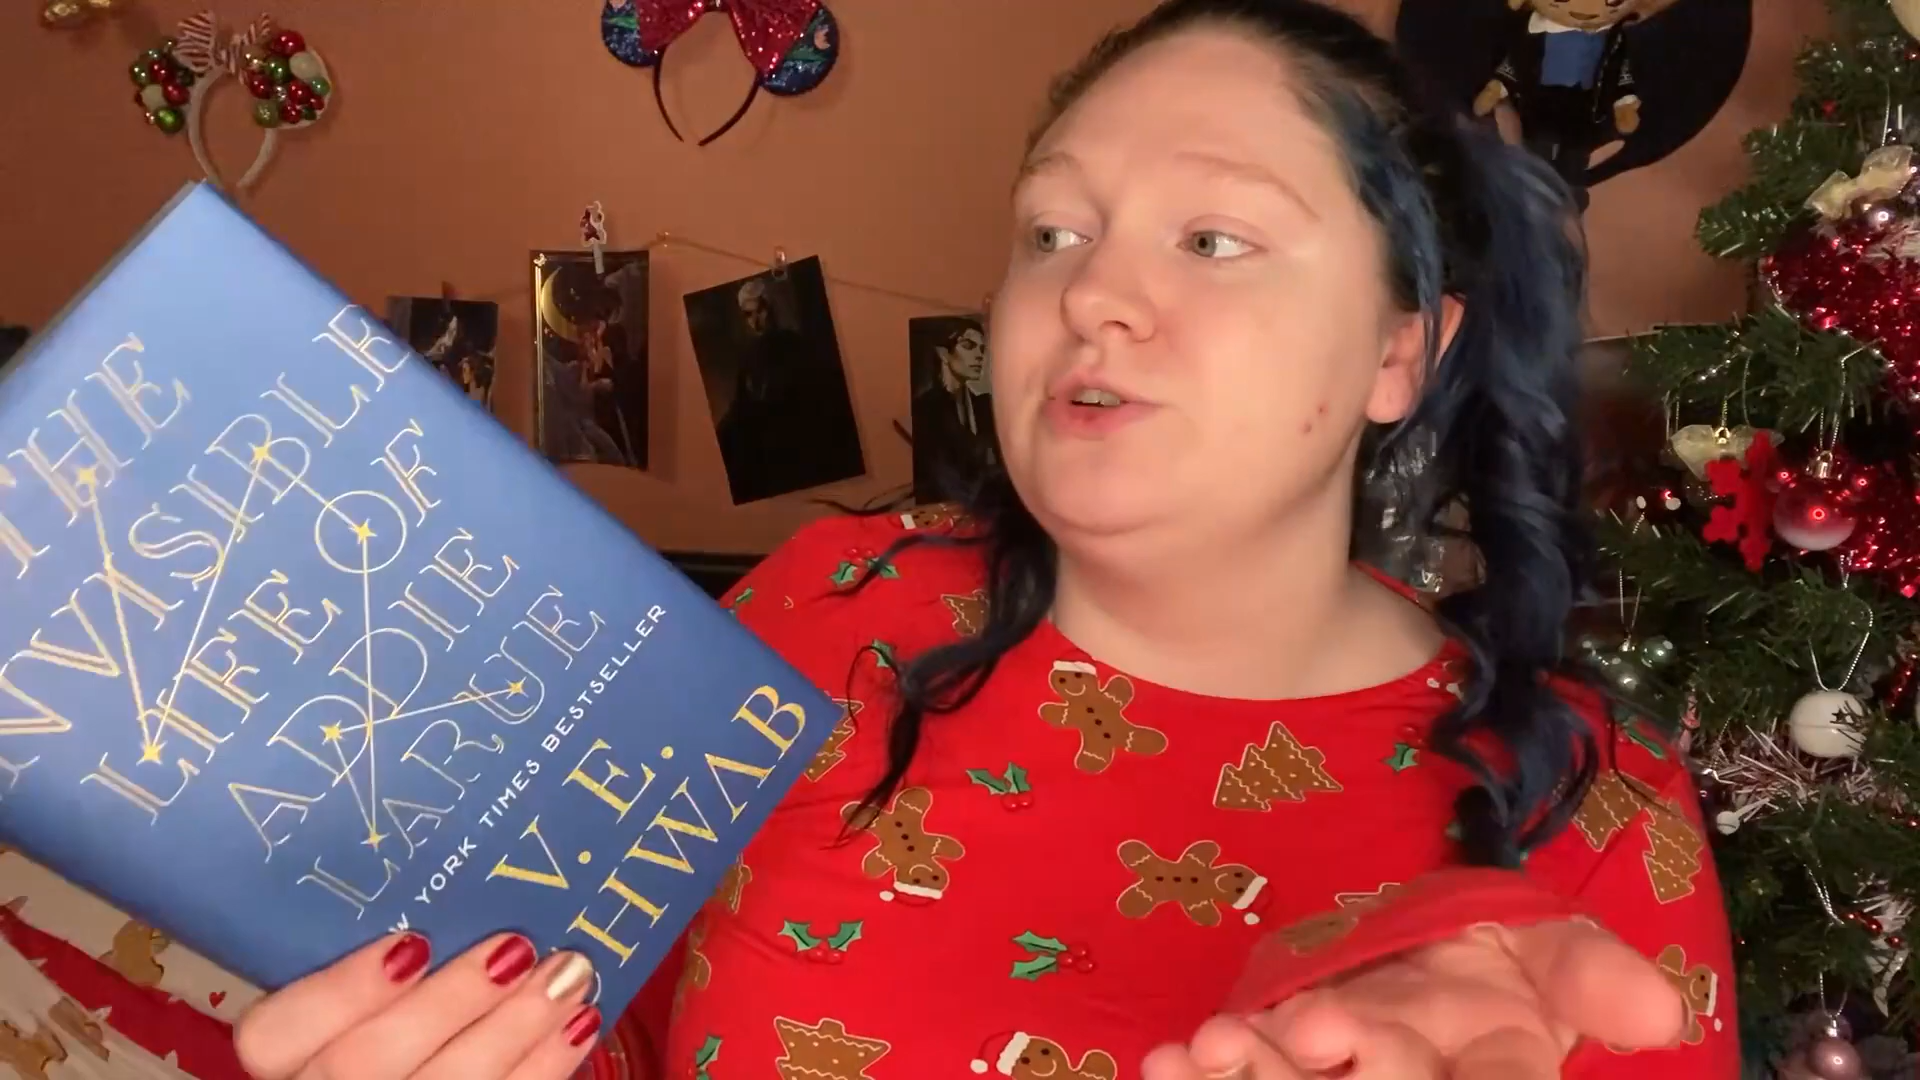 THE
INVISIBLE
LIFE OF
ADDIE
LARUE
NEW YORK TIMES BESTSELLER
V. E.
HWAB